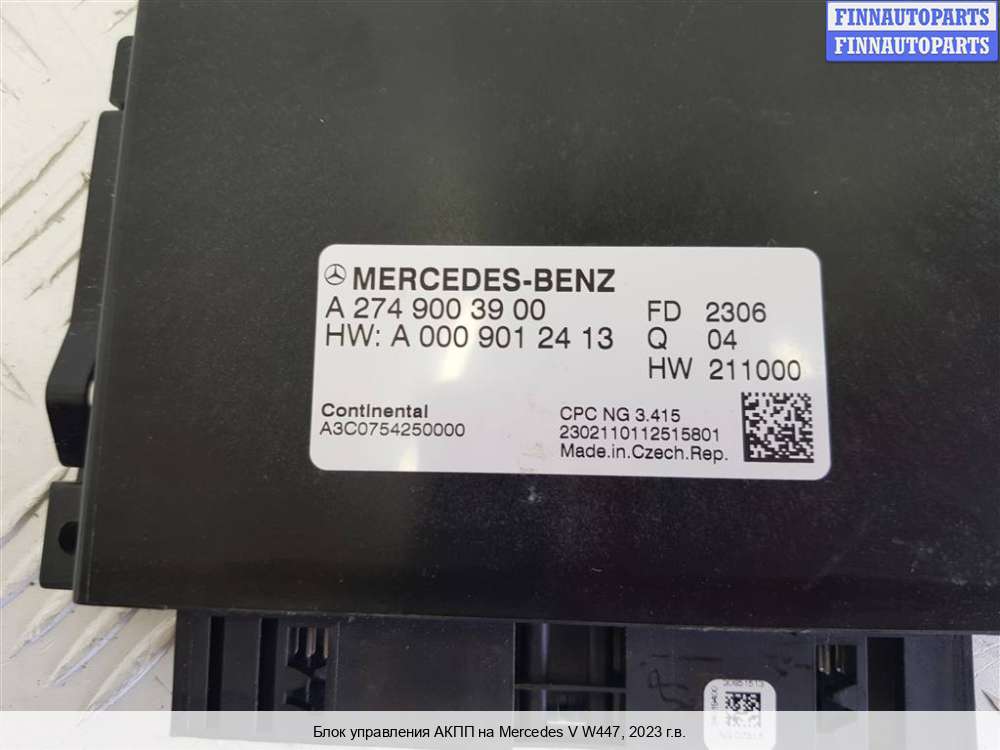 FINNAUTOPARTS
FINNAUTOPARTS
MERCEDES-BENZ
A 274 900 39 00
HW: A 000 901 24 13
FD 2306
Q 04
HW 211000
Continental
A3C0754250000
CPC NG 3.415
2302110112515801
Made.in.Czech.Rep.
Блок управления АКПП на Mercedes V W447, 2023 г.в.